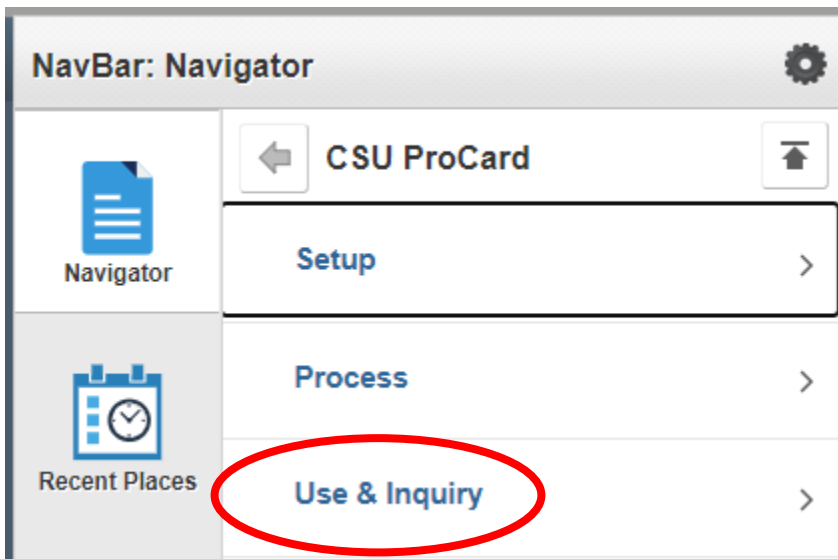 NavBar: Navigator
CSU ProCard
Navigator
Setup
Process
Recent Places
Use & Inquiry